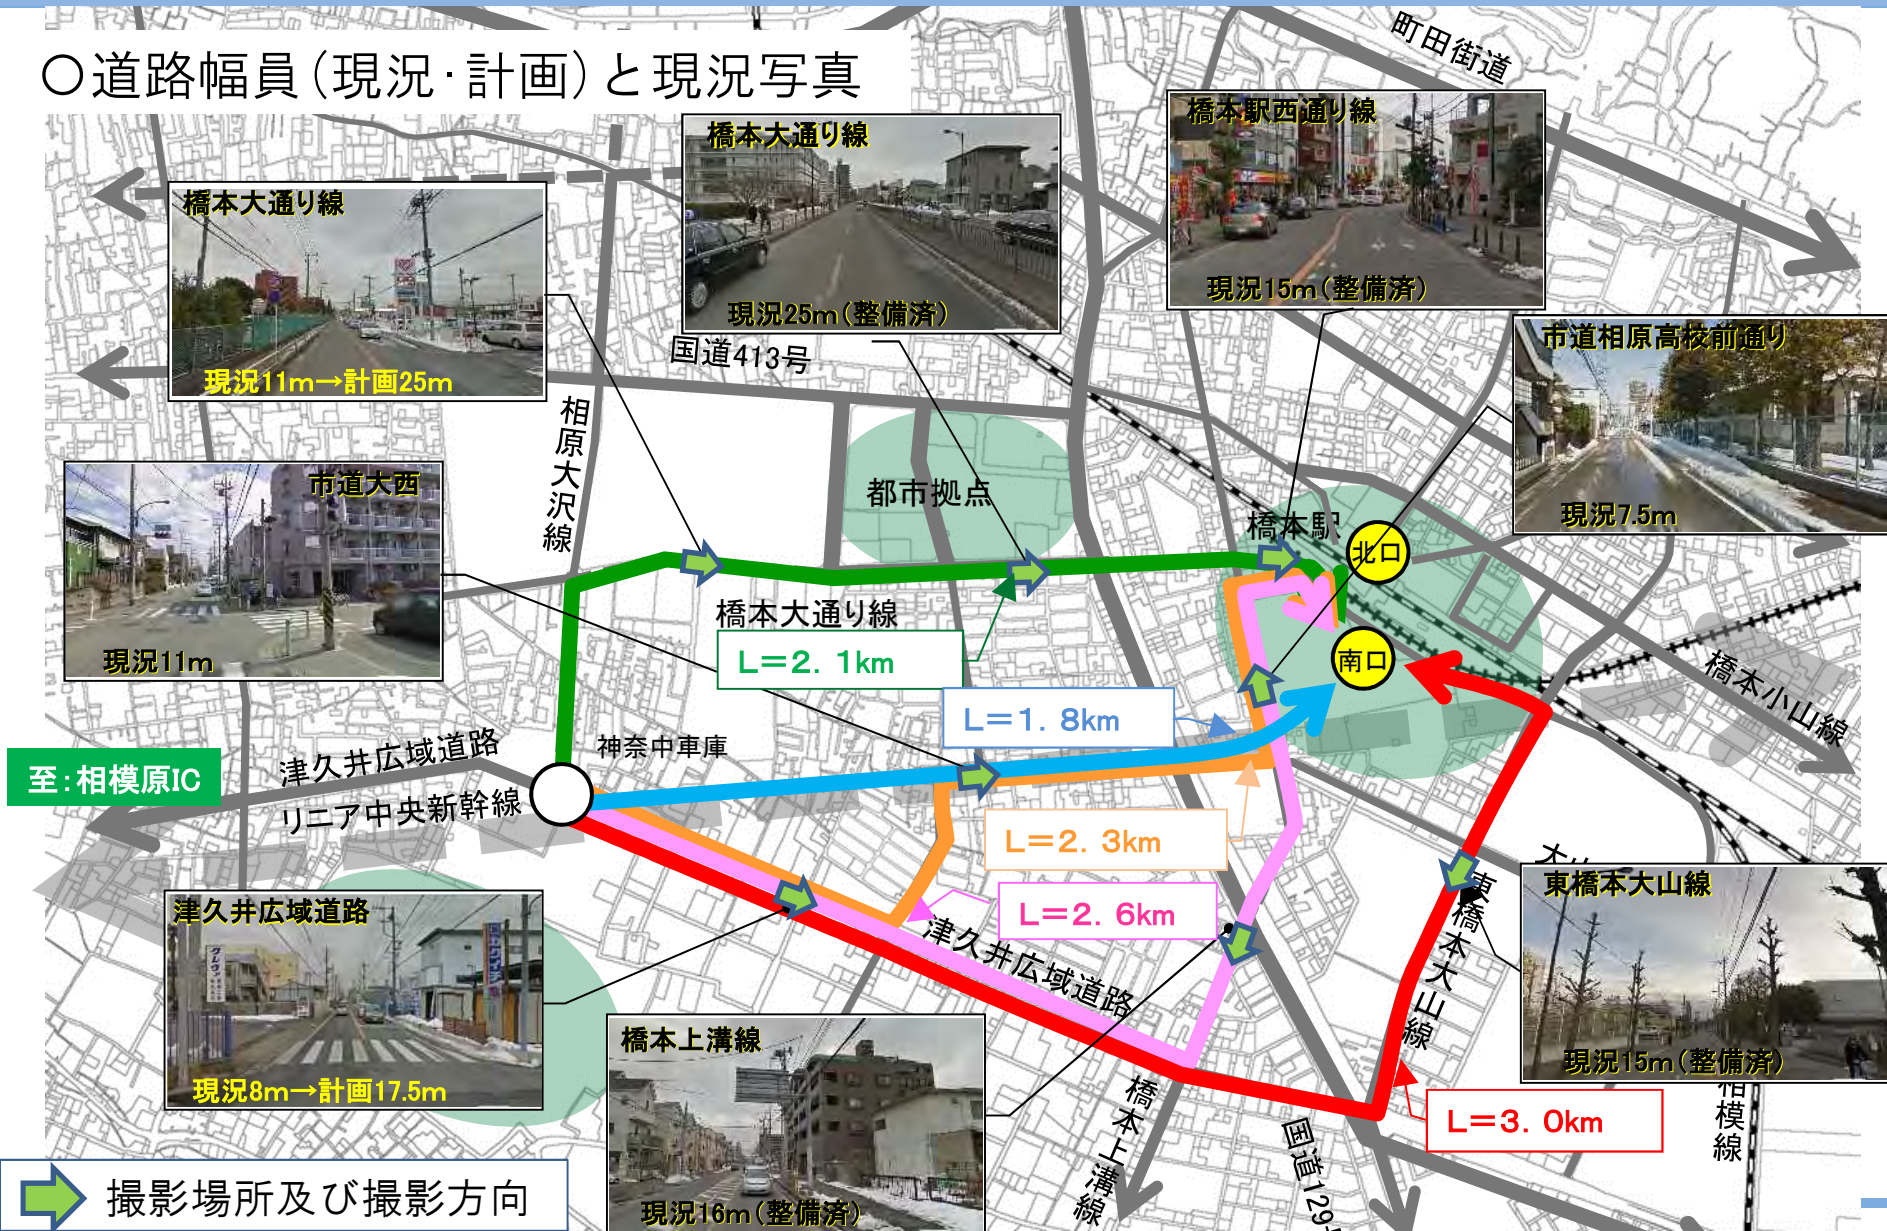 〇道路幅員(現況・計画)と現況写真
町田街道
橋本大通り線
現況11m→計画25m
橋本大通り線
現況25m(整備済)
橋本駅西通り線
現況15m(整備済)
市道相原高校前通り
現況7.5m
国道413号
相原大沢線
市道大西
現況11m
都市拠点
橋本駅
北口
南口
橋本大通り線
L=2.1km
L=1.8km
橋本小山線
神奈中車庫
津久井広域道路
至:相模原IC
リニア中央新幹線
L=2.3km
L=2.6km
津久井広域道路
東橋本大山線
東橋本大山線
現況15m(整備済)
津久井広域道路
現況8m→計画17.5m
橋本上溝線
現況16m(整備済)
橋本上溝線
国道129
L=3.0km
相模線
撮影場所及び撮影方向